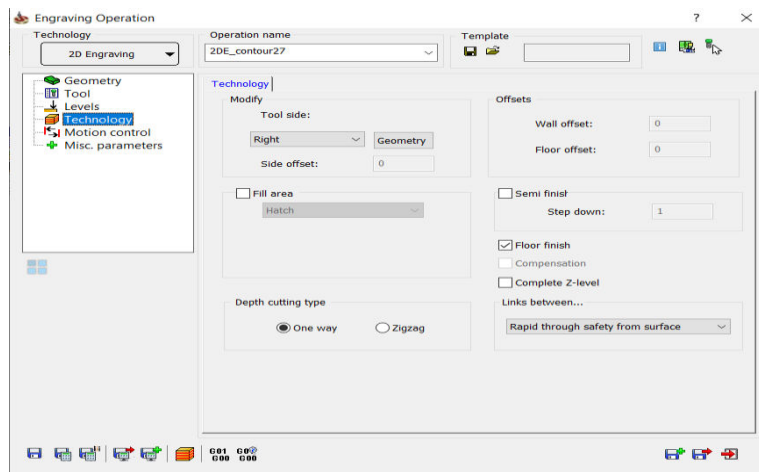 Engraving Operation
?
Technology
Operation name
Template
2D Engraving
2DE_contour27
Geometry
Tool
Levels
Technology
Motion control
Misc. parameters
Technology
Modify
Tool side:
Right
Geometry
Side offset:
0
Offsets
Wall offset:
0
Floor offset:
0
Fill area
Hatch
Semi finish
Step down:
1
Floor finish
Compensation
Complete Z-level
Depth cutting type
One way
Zigzag
Links between...
Rapid through safety from surface
G01 G0
G00 G00